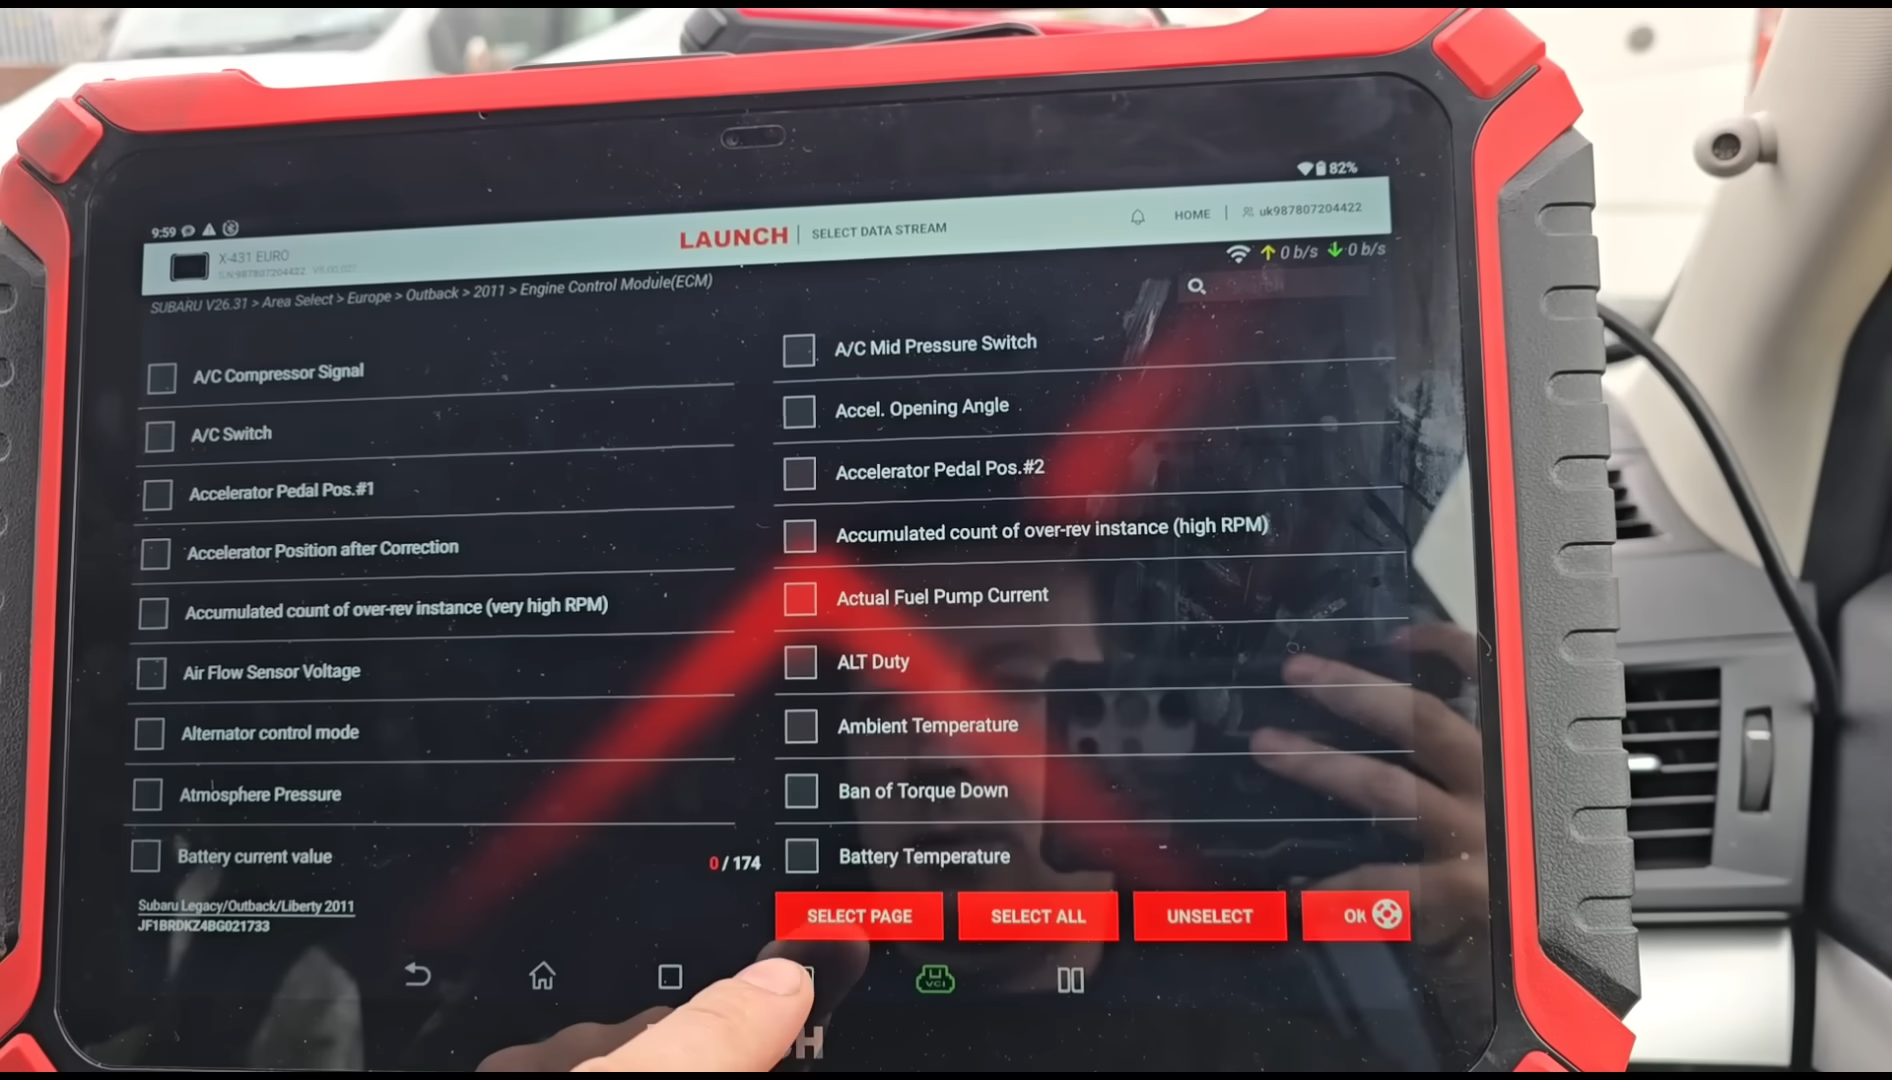 9:59
82%
X-431 EURO
S/N:987807204422
LAUNCH | SELECT DATA STREAM
HOME | uk987807204422
0 b/s 0 b/s
SUBARU V26.31 > Area Select > Europe > Outback > 2011 > Engine Control Module(ECM)
A/C Compressor Signal
A/C Mid Pressure Switch
A/C Switch
Accel. Opening Angle
Accelerator Pedal Pos.#1
Accelerator Pedal Pos.#2
Accelerator Position after Correction
Accumulated count of over-rev instance (high RPM)
Accumulated count of over-rev instance (very high RPM)
Actual Fuel Pump Current
Air Flow Sensor Voltage
ALT Duty
Alternator control mode
Ambient Temperature
Atmosphere Pressure
Ban of Torque Down
Battery current value
0 / 174
Battery Temperature
Subaru Legacy/Outback/Liberty 2011
JF1BRDKZ4BG021733
SELECT PAGE
SELECT ALL
UNSELECT
OK
VCI